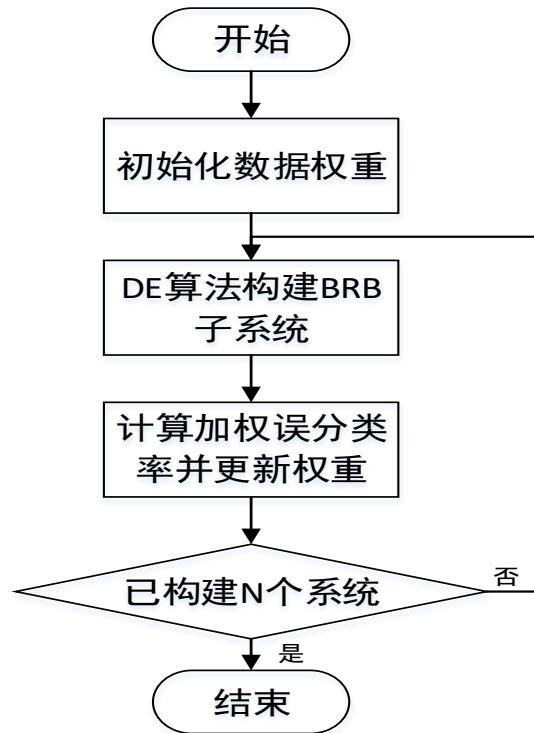 开始
初始化数据权重
DE算法构建BRB
子系统
计算加权误分类
率并更新权重
已构建N个系统
否
是
结束